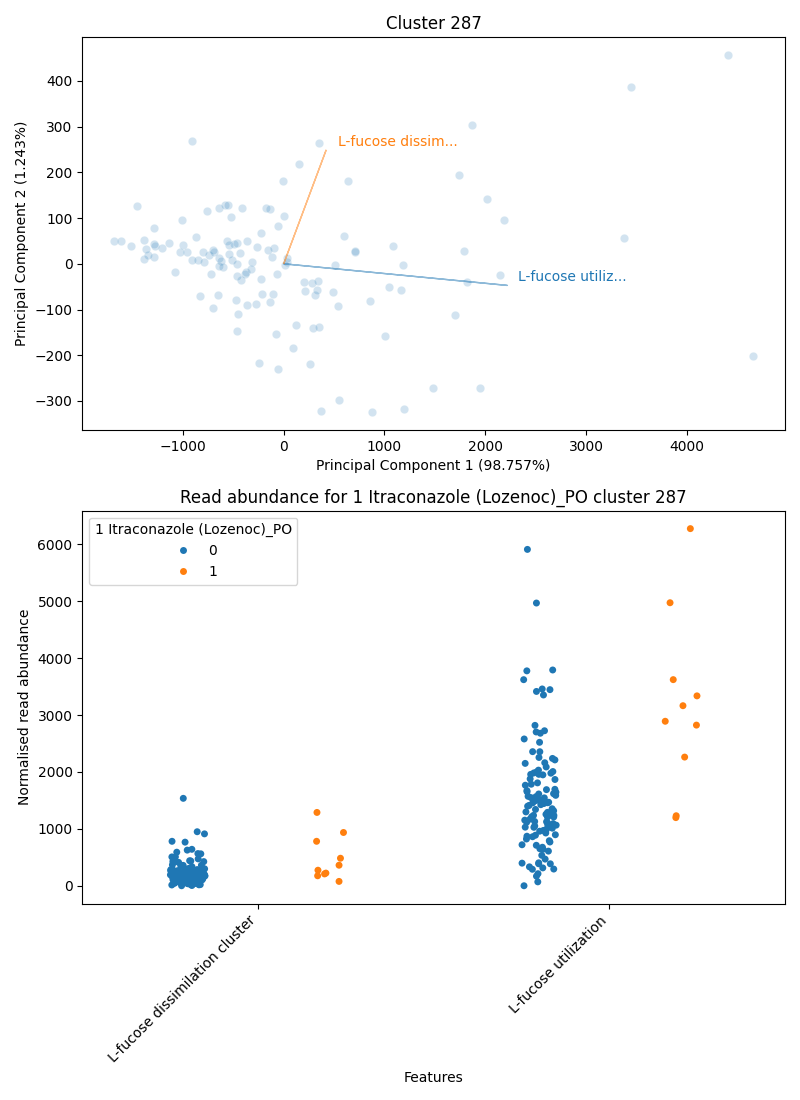 Cluster 287
400
300
200
100
0
−100
−200
−300
Principal Component 2 (1.243%)
L-fucose dissim...
L-fucose utiliz...
−1000
0
1000
2000
3000
4000
Principal Component 1 (98.757%)
Read abundance for 1 Itraconazole (Lozenoc)_PO cluster 287
1 Itraconazole (Lozenoc)_PO
0
1
6000
5000
4000
3000
2000
1000
0
Normalised read abundance
L-fucose dissimilation cluster
L-fucose utilization
Features